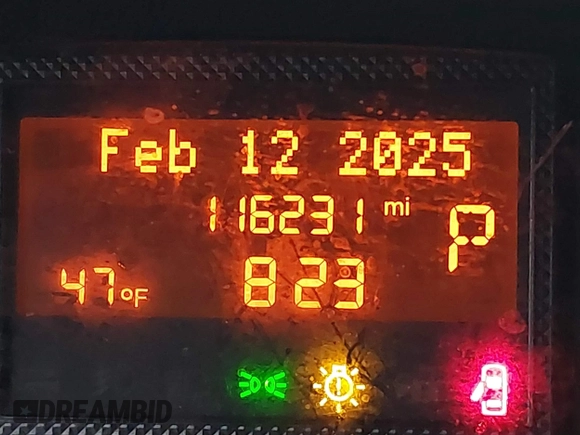 Feb 12 2025
116231 mi
P
47°F 823
DREAMBID